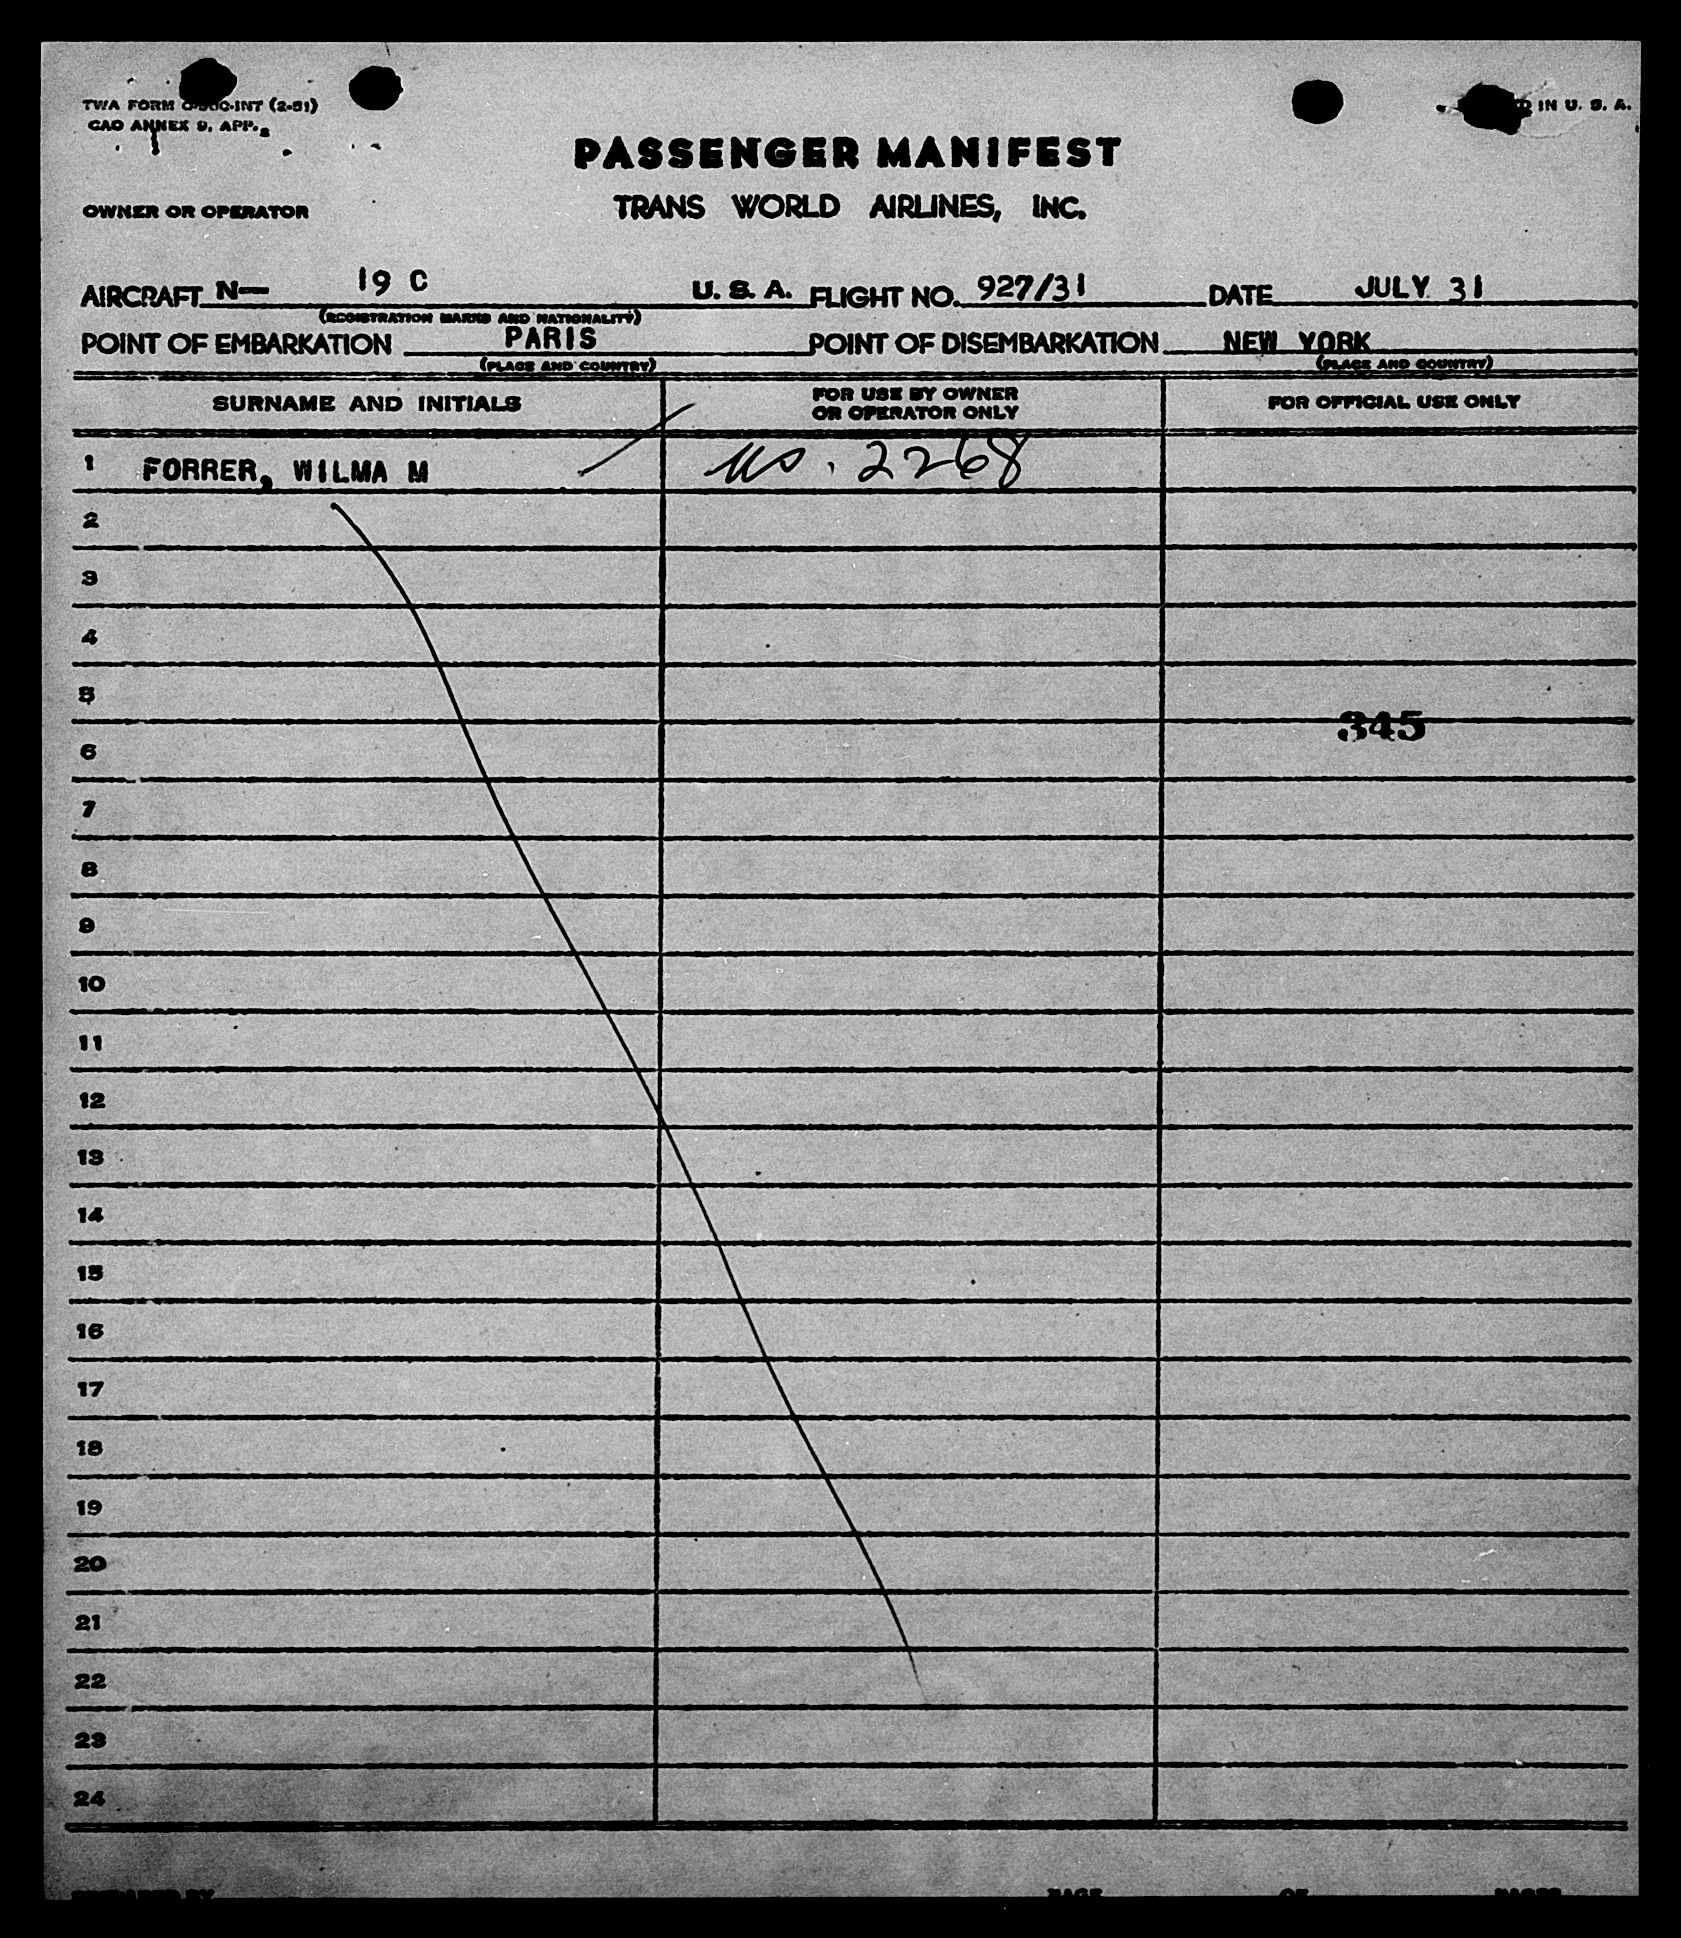 TWA FORM (2-51)
CAO ANNEX 9, APP. 2
IN U. S. A.
PASSENGER MANIFEST
OWNER OR OPERATOR
TRANS WORLD AIRLINES, INC.
AIRCRAFT N— 19 C U. S. A. FLIGHT NO. 927/31 DATE JULY 31
(REGISTRATION MARKS AND NATIONALITY)
POINT OF EMBARKATION PARIS POINT OF DISEMBARKATION NEW YORK
(PLACE AND COUNTRY) (PLACE AND COUNTRY)
SURNAME AND INITIALS FOR USE BY OWNER OR OPERATOR ONLY FOR OFFICIAL USE ONLY
1 FORRER, WILMA M us. 2268
2
3
4
5
345
6
7
8
9
10
11
12
13
14
15
16
17
18
19
20
21
22
23
24